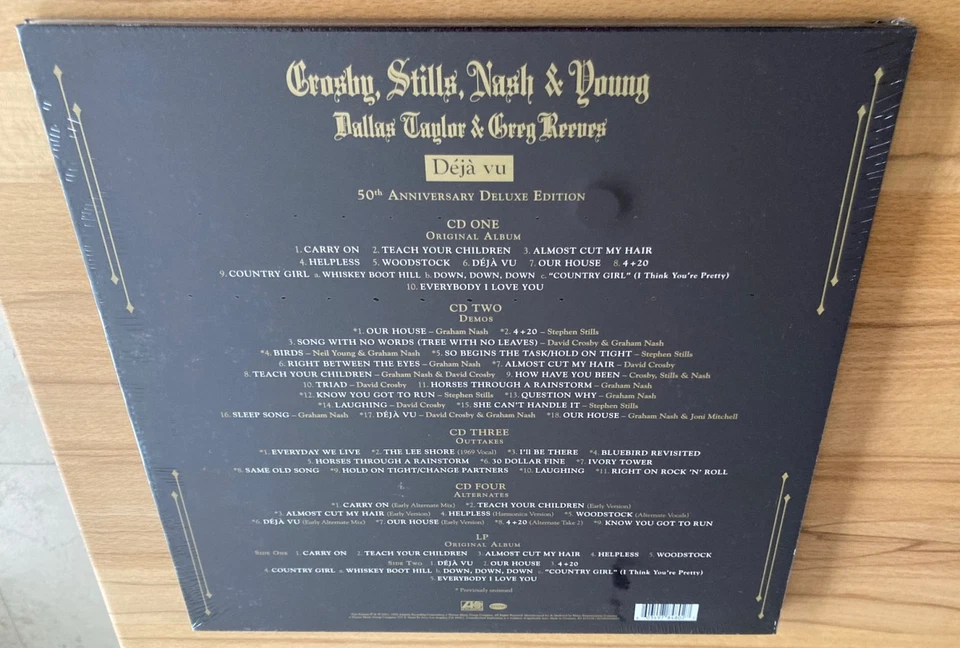 Crosby, Stills, Nash & Young
Dallas Taylor & Greg Reeves
Déjà vu
50th ANNIVERSARY DELUXE EDITION
CD ONE
ORIGINAL ALBUM
1. CARRY ON 2. TEACH YOUR CHILDREN 3. ALMOST CUT MY HAIR
4. HELPLESS 5. WOODSTOCK 6. DÉJÀ VU 7. OUR HOUSE 8. 4+20
9. COUNTRY GIRL a. WHISKEY BOOT HILL b. DOWN, DOWN, DOWN c. "COUNTRY GIRL" (I Think You're Pretty)
10. EVERYBODY I LOVE YOU
CD TWO
DEMOS
*1. OUR HOUSE – Graham Nash *2. 4+20 – Stephen Stills
3. SONG WITH NO WORDS (TREE WITH NO LEAVES) – David Crosby & Graham Nash
*4. BIRDS – Neil Young & Graham Nash *5. SO BEGINS THE TASK/HOLD ON TIGHT – Stephen Stills
6. RIGHT BETWEEN THE EYES – Graham Nash *7. ALMOST CUT MY HAIR – David Crosby
8. TEACH YOUR CHILDREN – Graham Nash & David Crosby 9. HOW HAVE YOU BEEN – Crosby, Stills & Nash
10. TRIAD – David Crosby 11. HORSES THROUGH A RAINSTORM – Graham Nash
*12. KNOW YOU GOT TO RUN – Stephen Stills *13. QUESTION WHY – Graham Nash
*14. LAUGHING – David Crosby *15. SHE CAN'T HANDLE IT – Stephen Stills
16. SLEEP SONG – Graham Nash *17. DÉJÀ VU – David Crosby & Graham Nash *18. OUR HOUSE – Graham Nash & Joni Mitchell
CD THREE
OUTTAKES
*1. EVERYDAY WE LIVE *2. THE LEE SHORE (1969 Vocal) *3. I'LL BE THERE *4. BLUEBIRD REVISITED
5. HORSES THROUGH A RAINSTORM *6. 30 DOLLAR FINE *7. IVORY TOWER
*8. SAME OLD SONG *9. HOLD ON TIGHT/CHANGE PARTNERS *10. LAUGHING *11. RIGHT ON ROCK 'N' ROLL
CD FOUR
ALTERNATES
*1. CARRY ON (Early Alternate Mix) *2. TEACH YOUR CHILDREN (Early Version)
*3. ALMOST CUT MY HAIR (Early Version) 4. HELPLESS (Harmonica Version) *5. WOODSTOCK (Alternate Vocals)
*6. DÉJÀ VU (Early Alternate Mix) *7. OUR HOUSE (Early Version) *8. 4+20 (Alternate Take 2) *9. KNOW YOU GOT TO RUN
LP
ORIGINAL ALBUM
SIDE ONE 1. CARRY ON 2. TEACH YOUR CHILDREN 3. ALMOST CUT MY HAIR 4. HELPLESS 5. WOODSTOCK
SIDE TWO 1. DÉJÀ VU 2. OUR HOUSE 3. 4+20
4. COUNTRY GIRL a. WHISKEY BOOT HILL b. DOWN, DOWN, DOWN c. "COUNTRY GIRL" (I Think You're Pretty)
5. EVERYBODY I LOVE YOU
* Previously unissued